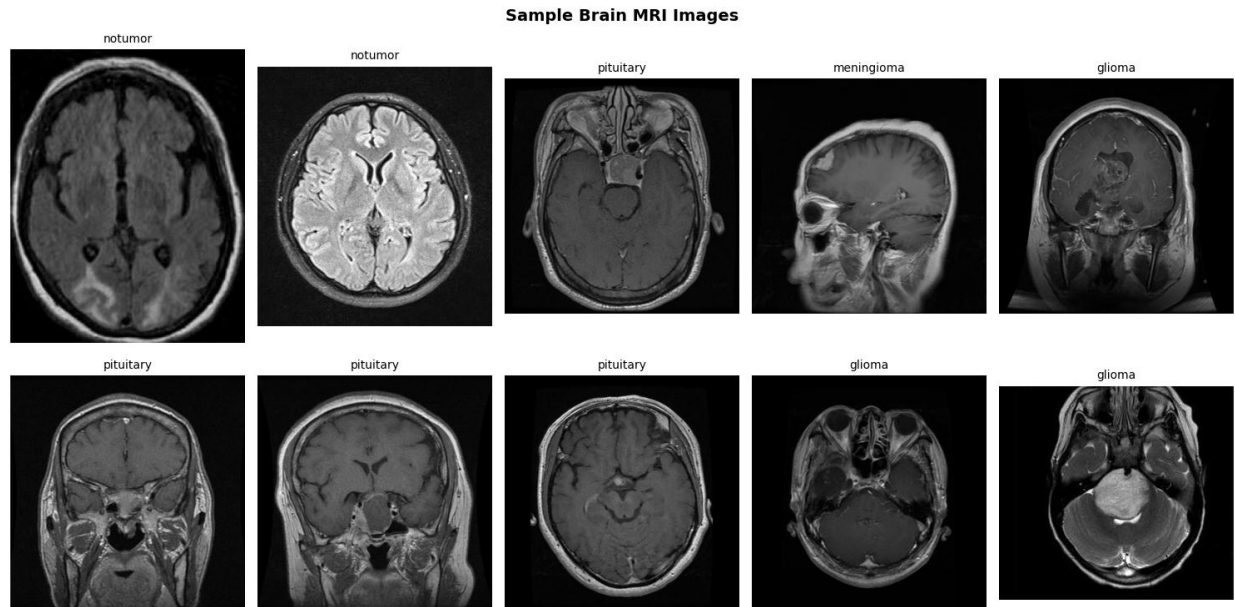 Sample Brain MRI Images
notumor
notumor
pituitary
meningioma
glioma
pituitary
pituitary
pituitary
glioma
glioma